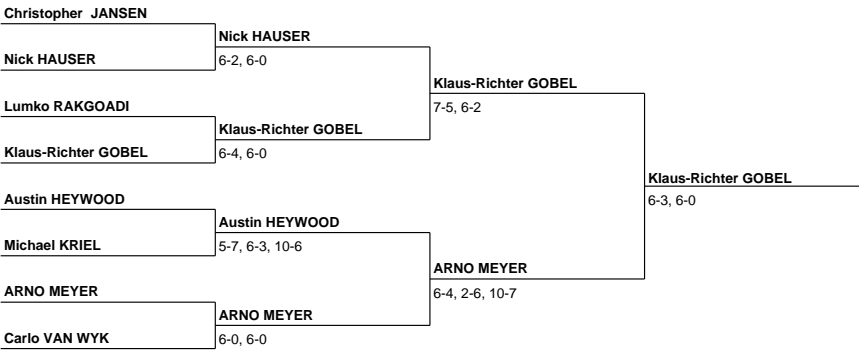 Christopher JANSEN
Nick HAUSER
Nick HAUSER
6-2, 6-0
Klaus-Richter GOBEL
7-5, 6-2
Lumko RAKGOADI
Klaus-Richter GOBEL
Klaus-Richter GOBEL
6-4, 6-0
Klaus-Richter GOBEL
6-3, 6-0
Austin HEYWOOD
Austin HEYWOOD
Michael KRIEL
5-7, 6-3, 10-6
ARNO MEYER
6-4, 2-6, 10-7
ARNO MEYER
ARNO MEYER
Carlo VAN WYK
6-0, 6-0